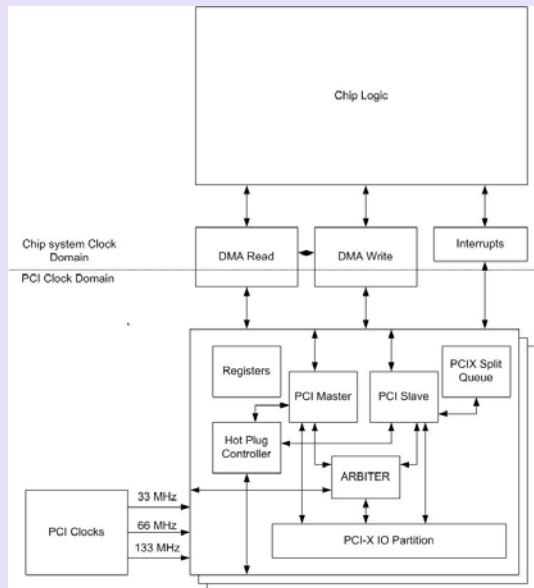 Chip Logic
Chip system Clock
Domain
PCI Clock Domain
DMA Read
DMA Write
Interrupts
Registers
PCI Master
PCI Slave
PCIX Split
Queue
Hot Plug
Controller
ARBITER
PCI-X IO Partition
PCI Clocks
33 MHz
66 MHz
133 MHz